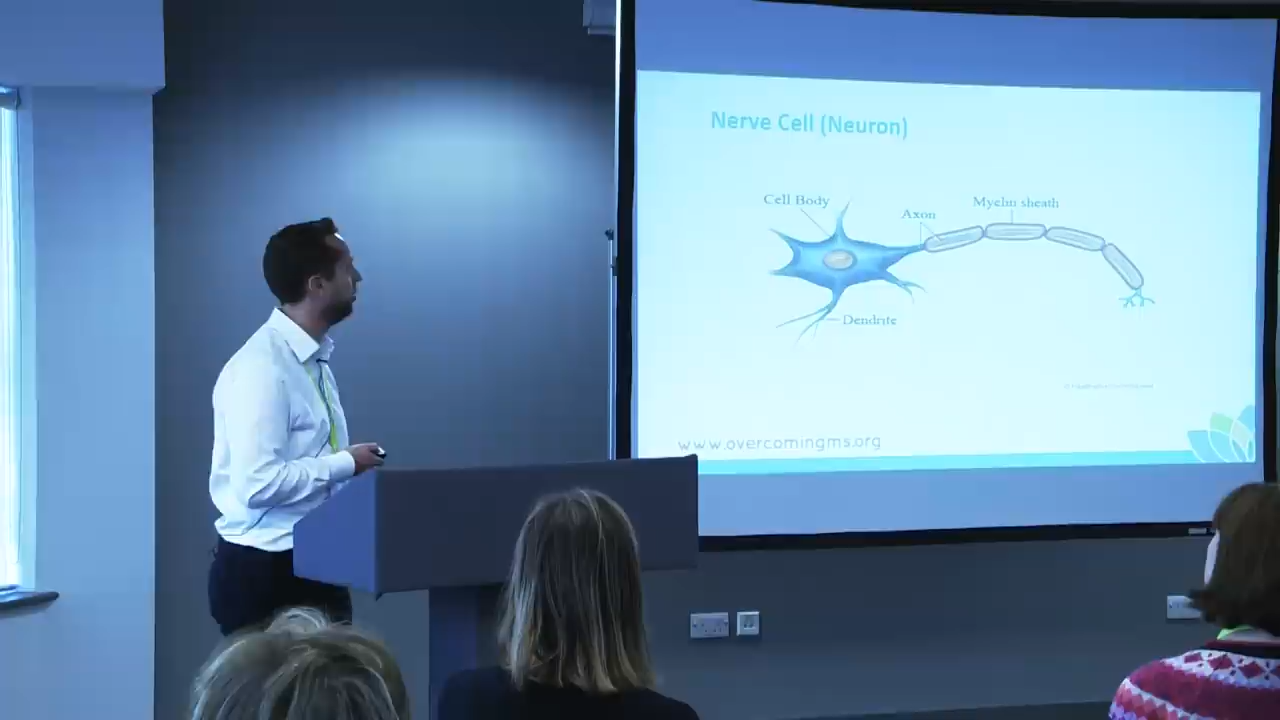 Nerve Cell (Neuron)
Cell Body
Axon
Myelin sheath
Dendrite
www.overcomingms.org